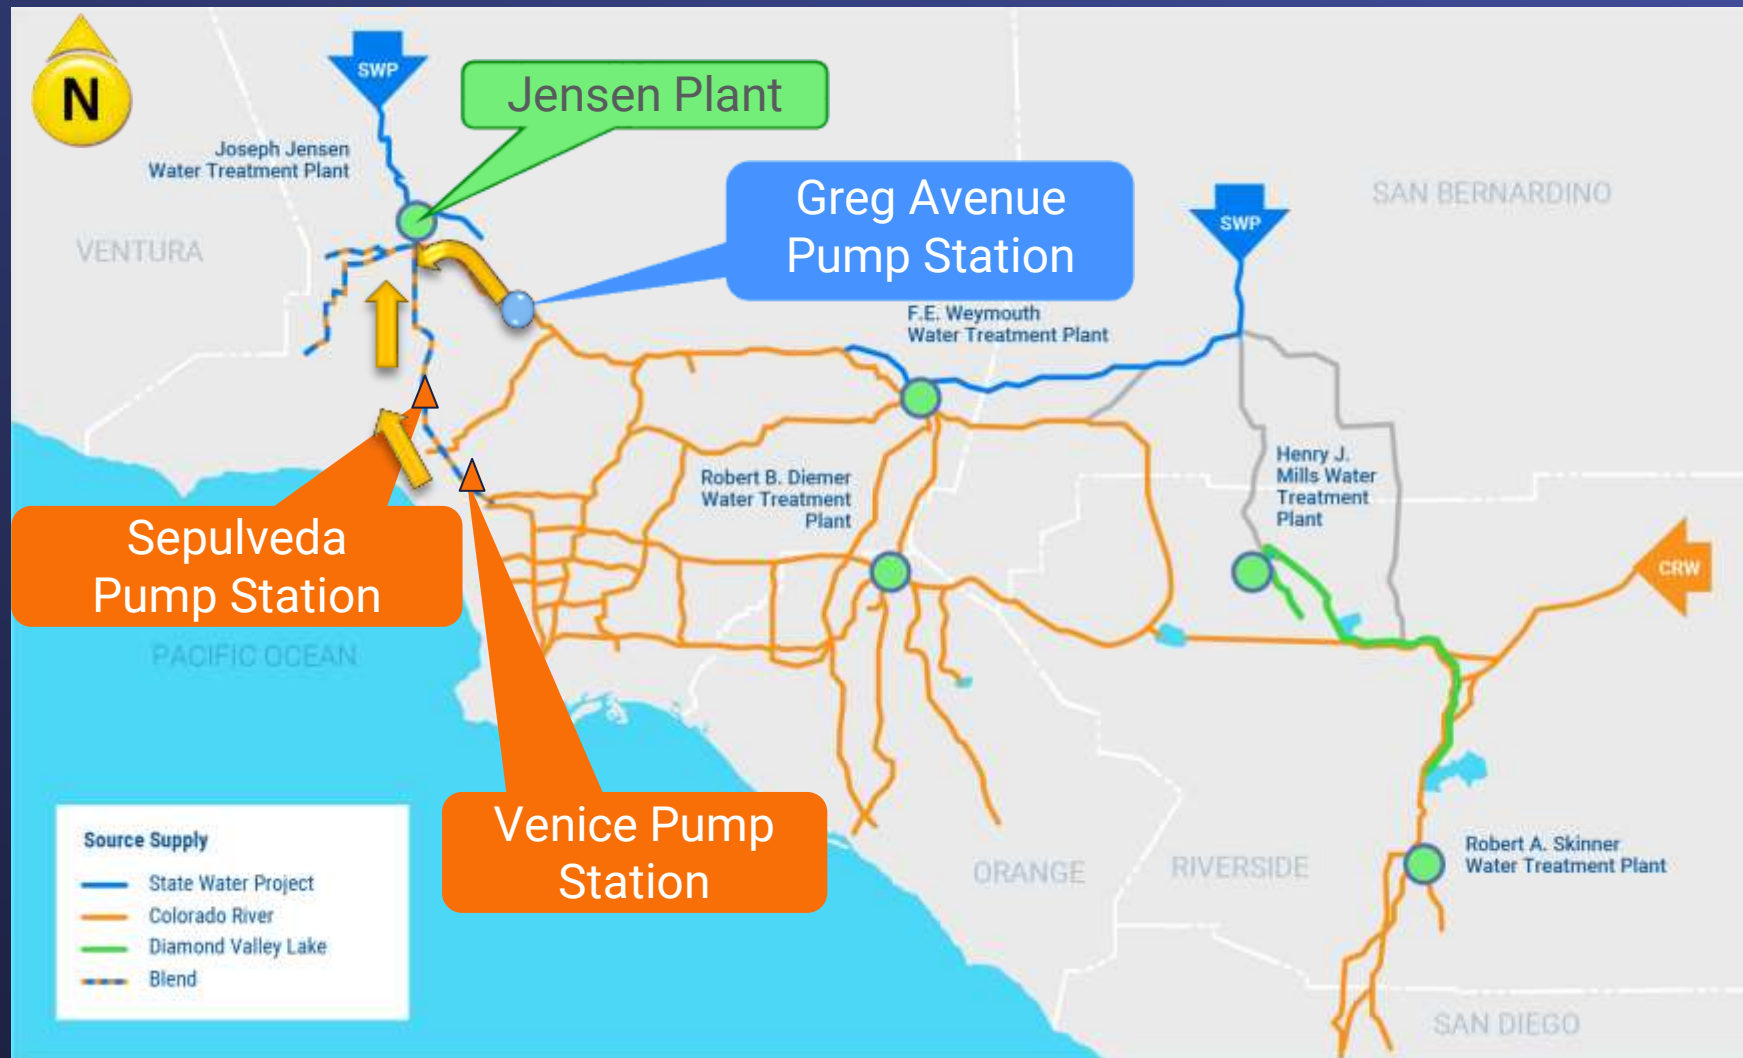 N
SWP
Jensen Plant
Joseph Jensen
Water Treatment Plant
Greg Avenue
Pump Station
SAN BERNARDINO
SWP
VENTURA
F.E. Weymouth
Water Treatment Plant
Henry J.
Mills Water
Treatment
Plant
Robert B. Diemer
Water Treatment
Plant
Sepulveda
Pump Station
CRW
PACIFIC OCEAN
Venice Pump
Station
Source Supply
State Water Project
Colorado River
Diamond Valley Lake
Blend
ORANGE
RIVERSIDE
Robert A. Skinner
Water Treatment Plant
SAN DIEGO